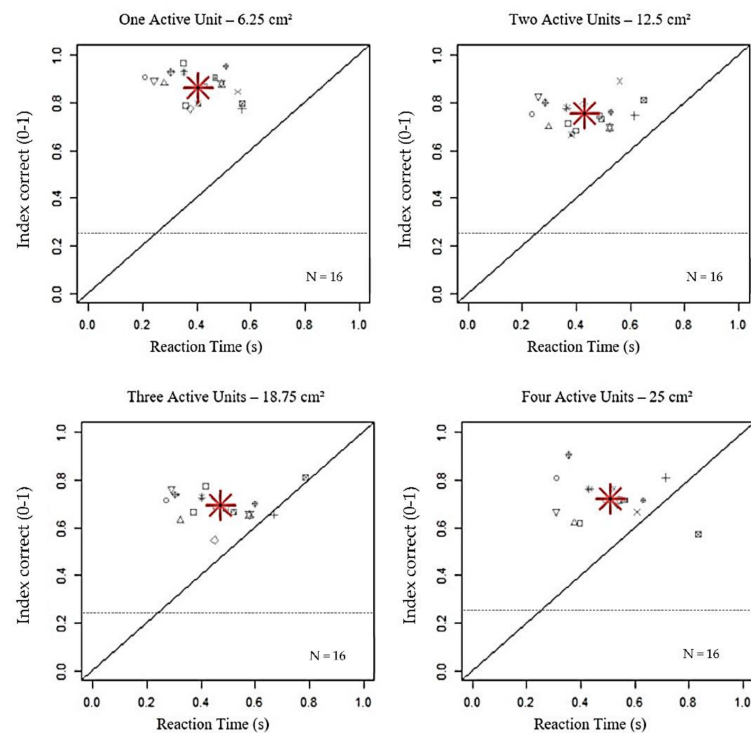 One Active Unit – 6.25 cm²
Index correct (0-1)
1.0
0.8
0.6
0.4
0.2
0.0
N = 16
0.0 0.2 0.4 0.6 0.8 1.0
Reaction Time (s)
Two Active Units – 12.5 cm²
Index correct (0-1)
1.0
0.8
0.6
0.4
0.2
0.0
N = 16
0.0 0.2 0.4 0.6 0.8 1.0
Reaction Time (s)
Three Active Units – 18.75 cm²
Index correct (0-1)
1.0
0.8
0.6
0.4
0.2
0.0
N = 16
0.0 0.2 0.4 0.6 0.8 1.0
Reaction Time (s)
Four Active Units – 25 cm²
Index correct (0-1)
1.0
0.8
0.6
0.4
0.2
0.0
N = 16
0.0 0.2 0.4 0.6 0.8 1.0
Reaction Time (s)